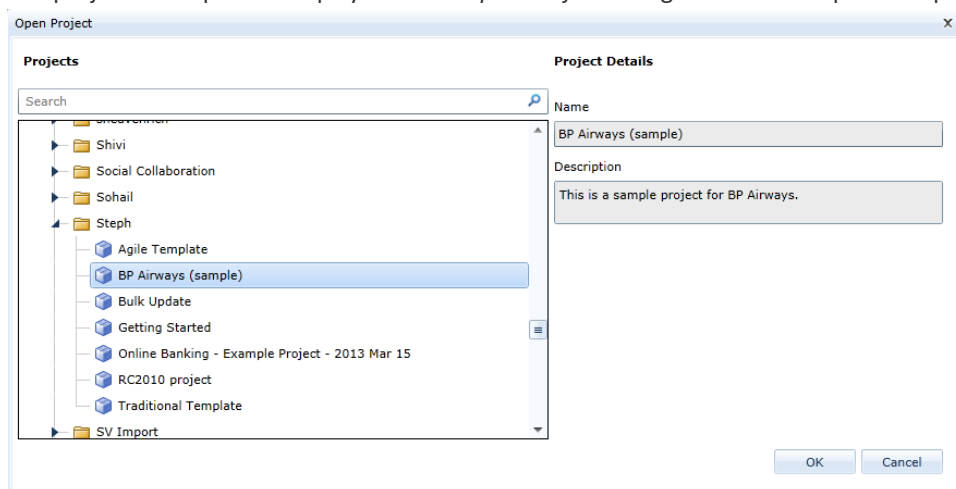 Open Project
x
Projects
Project Details
Search
Name
BP Airways (sample)
Description
This is a sample project for BP Airways.
Shivi
Social Collaboration
Sohail
Steph
Agile Template
BP Airways (sample)
Bulk Update
Getting Started
Online Banking - Example Project - 2013 Mar 15
RC2010 project
Traditional Template
SV Import
OK
Cancel